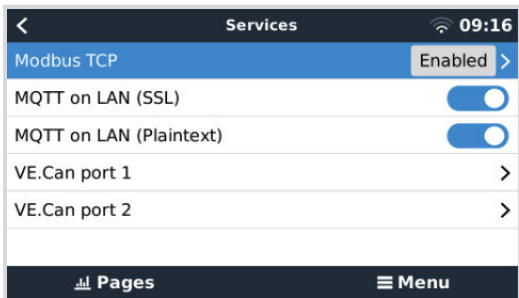 Services 09:16
Modbus TCP Enabled
MQTT on LAN (SSL)
MQTT on LAN (Plaintext)
VE.Can port 1
VE.Can port 2
Pages Menu